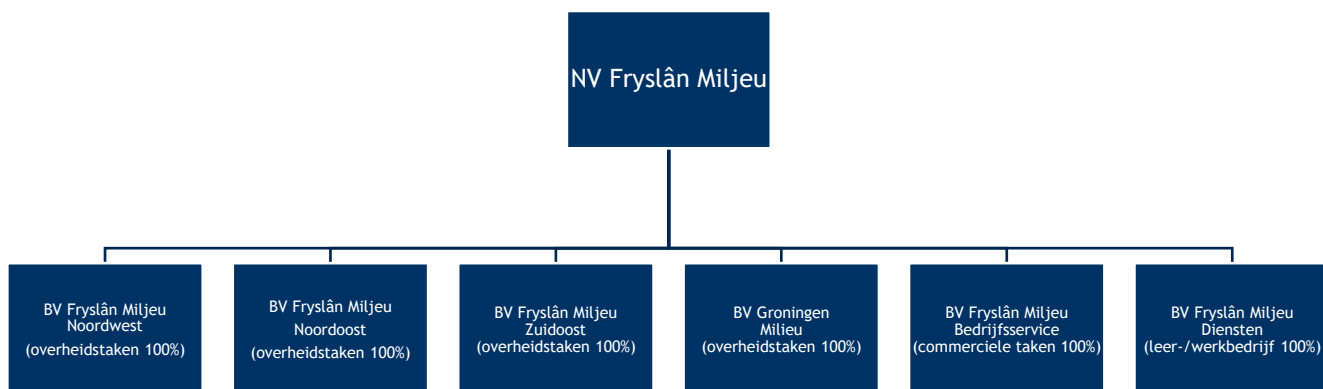 NV Fryslân Miljeu
BV Fryslân Miljeu
Noordwest
(overheidstaken 100%)
BV Fryslân Miljeu
Noordoost
(overheidstaken 100%)
BV Fryslân Miljeu
Zuidoost
(overheidstaken 100%)
BV Groningen
Milieu
(overheidstaken 100%)
BV Fryslân Miljeu
Bedrijfsservice
(commerciele taken 100%)
BV Fryslân Miljeu
Diensten
(leer-/werkbedrijf 100%)